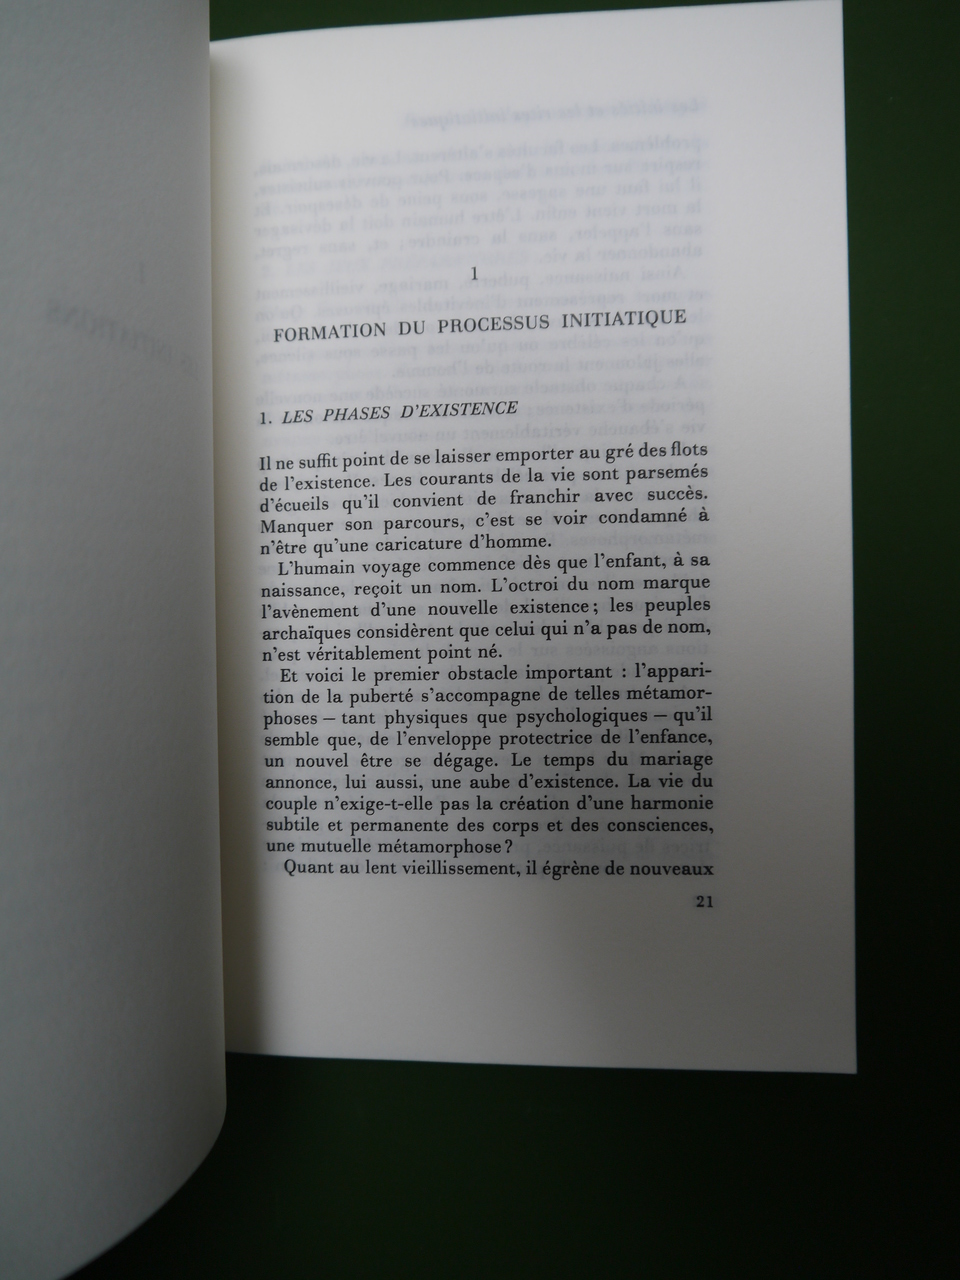 1
FORMATION DU PROCESSUS INITIATIQUE
1. LES PHASES D'EXISTENCE
Il ne suffit point de se laisser emporter au gré des flots
de l'existence. Les courants de la vie sont parsemés
d'écueils qu'il convient de franchir avec succès.
Manquer son parcours, c'est se voir condamné à
n'être qu'une caricature d'homme.
L'humain voyage commence dès que l'enfant, à sa
naissance, reçoit un nom. L'octroi du nom marque
l'avènement d'une nouvelle existence ; les peuples
archaïques considèrent que celui qui n'a pas de nom,
n'est véritablement point né.
Et voici le premier obstacle important : l'appari-
tion de la puberté s'accompagne de telles métamor-
phoses — tant physiques que psychologiques — qu'il
semble que, de l'enveloppe protectrice de l'enfance,
un nouvel être se dégage. Le temps du mariage
annonce, lui aussi, une aube d'existence. La vie du
couple n'exige-t-elle pas la création d'une harmonie
subtile et permanente des corps et des consciences,
une mutuelle métamorphose ?
Quant au lent vieillissement, il égrène de nouveaux
21